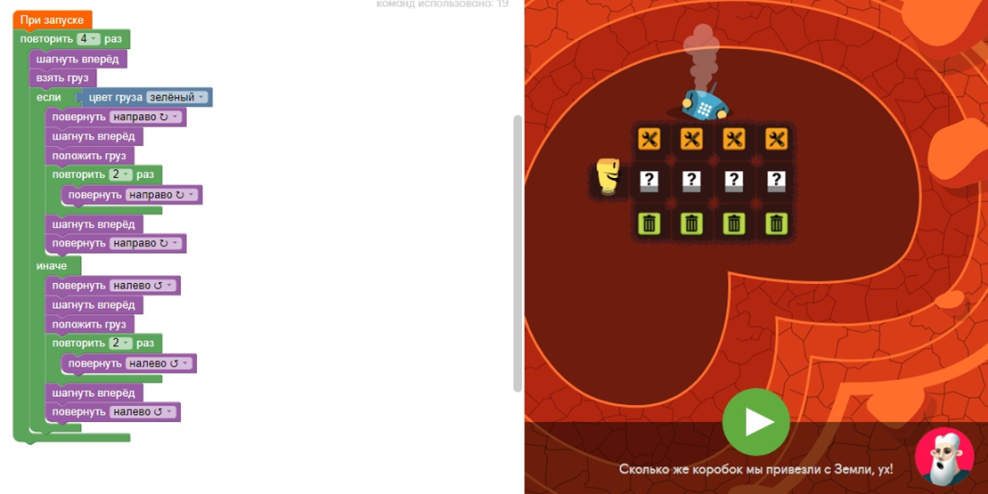 команд использовано: 19
При запуске
повторить 4 раз
шагнуть вперёд
взять груз
если цвет груза зелёный
повернуть направо ↻
шагнуть вперёд
положить груз
повторить 2 раз
повернуть направо ↻
шагнуть вперёд
повернуть направо ↻
иначе
повернуть налево ↺
шагнуть вперёд
положить груз
повторить 2 раз
повернуть налево ↺
шагнуть вперёд
повернуть налево ↺
? ? ? ?
Сколько же коробок мы привезли с Земли, ух!